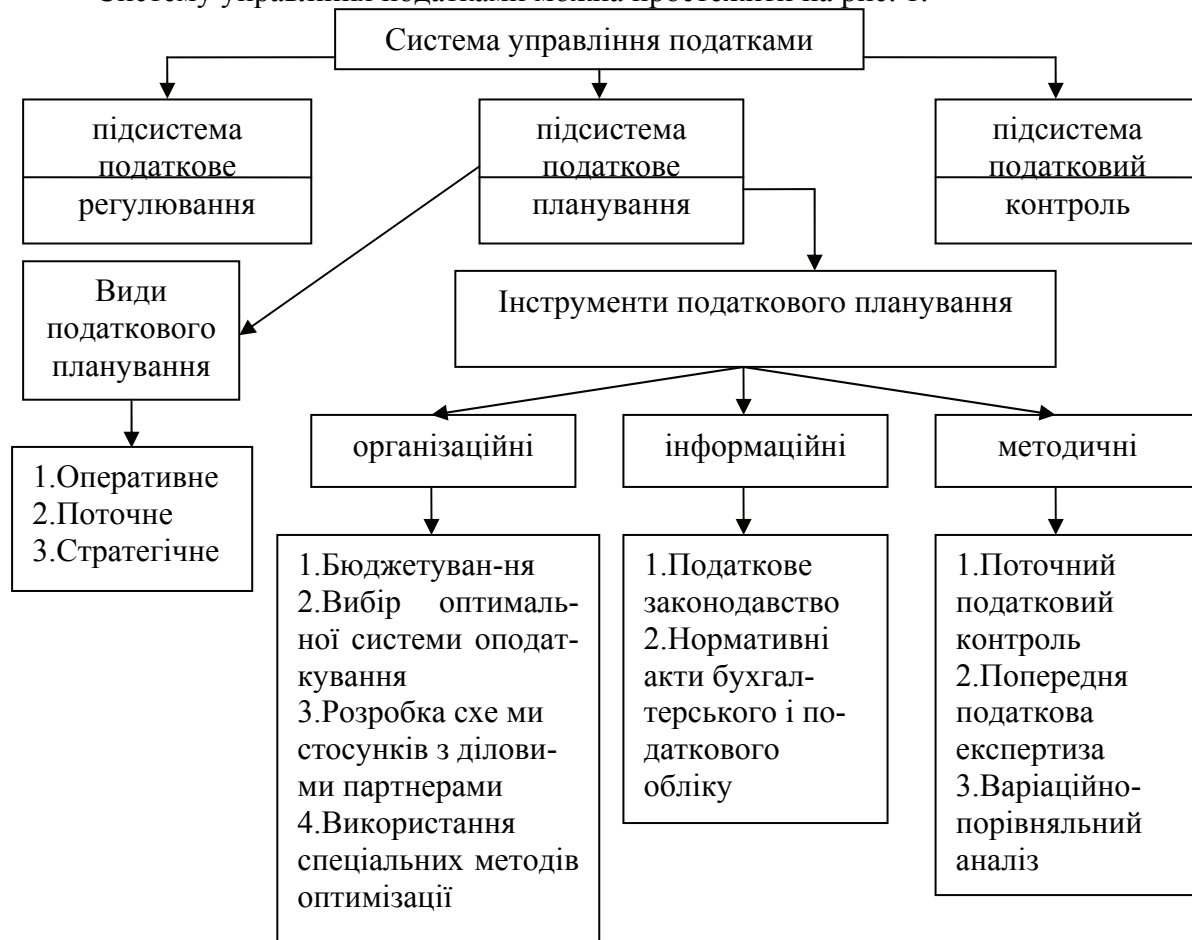 Систему управління податками можна простежити на рис. 1.
Система управління податками
підсистема
податкове
регулювання
підсистема
податкове
планування
підсистема
податковий
контроль
Види
податкового
планування
Інструменти податкового планування
1.Оперативне
2.Поточне
3.Стратегічне
організаційні
інформаційні
методичні
1.Бюджетуван-ня
2.Вибір оптималь-
ної системи оподат-
кування
3.Розробка схе ми
стосунків з ділови-
ми партнерами
4.Використання
спеціальних методів
оптимізації
1.Податкове
законодавство
2.Нормативні
акти бухгал-
терського і по-
даткового
обліку
1.Поточний
податковий
контроль
2.Попередня
податкова
експертиза
3.Варіаційно-
порівняльний
аналіз